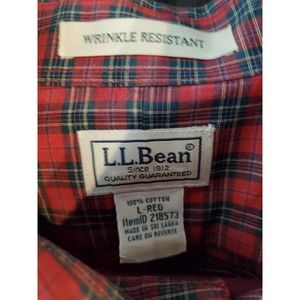 WRINKLE RESISTANT
L.L.Bean®
Since 1912
QUALITY GUARANTEED
100% COTTON
L-REG
ItemID 218573
MADE IN SRI LANKA
CARE ON REVERSE